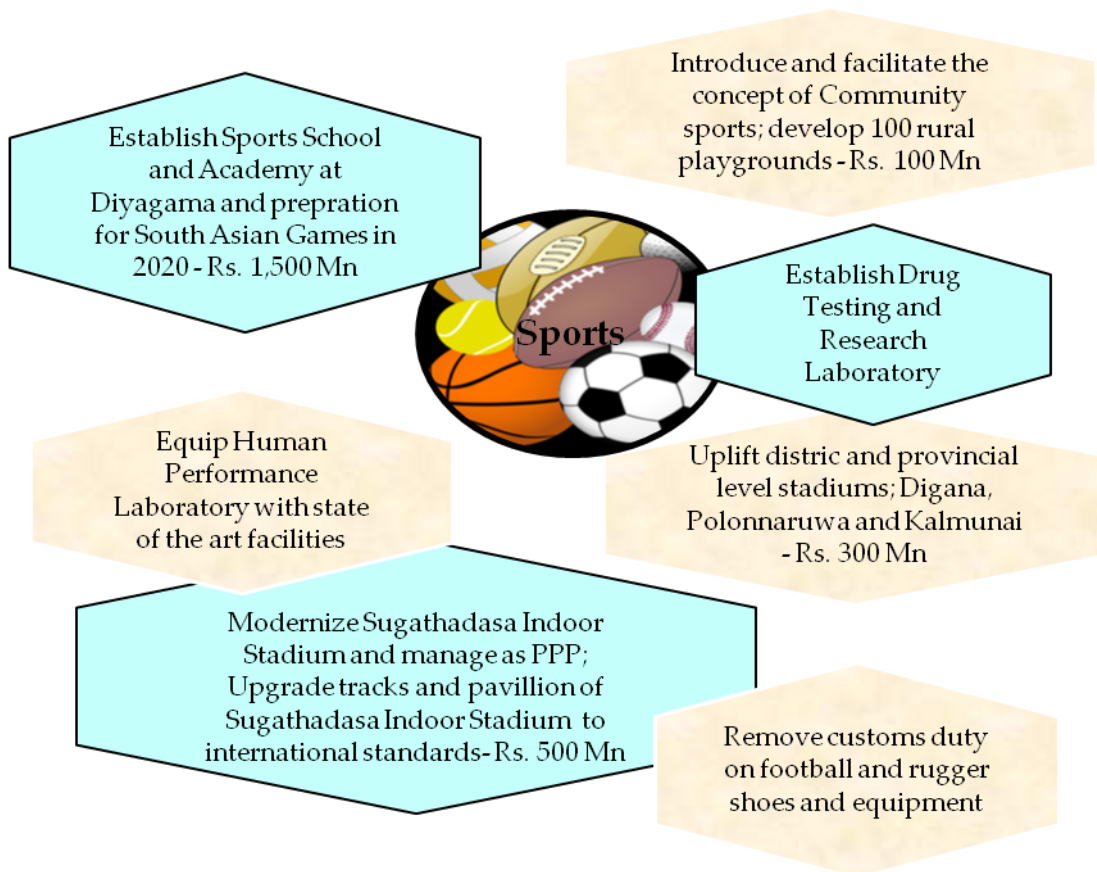 Introduce and facilitate the
concept of Community
sports; develop 100 rural
playgrounds - Rs. 100 Mn
Establish Sports School
and Academy at
Diyagama and prepration
for South Asian Games in
2020 - Rs. 1,500 Mn
Sports
Establish Drug
Testing and
Research
Laboratory
Equip Human
Performance
Laboratory with state
of the art facilities
Uplift distric and provincial
level stadiums; Digana,
Polonnaruwa and Kalmunai
- Rs. 300 Mn
Modernize Sugathadasa Indoor
Stadium and manage as PPP;
Upgrade tracks and pavillion of
Sugathadasa Indoor Stadium to
international standards- Rs. 500 Mn
Remove customs duty
on football and rugger
shoes and equipment